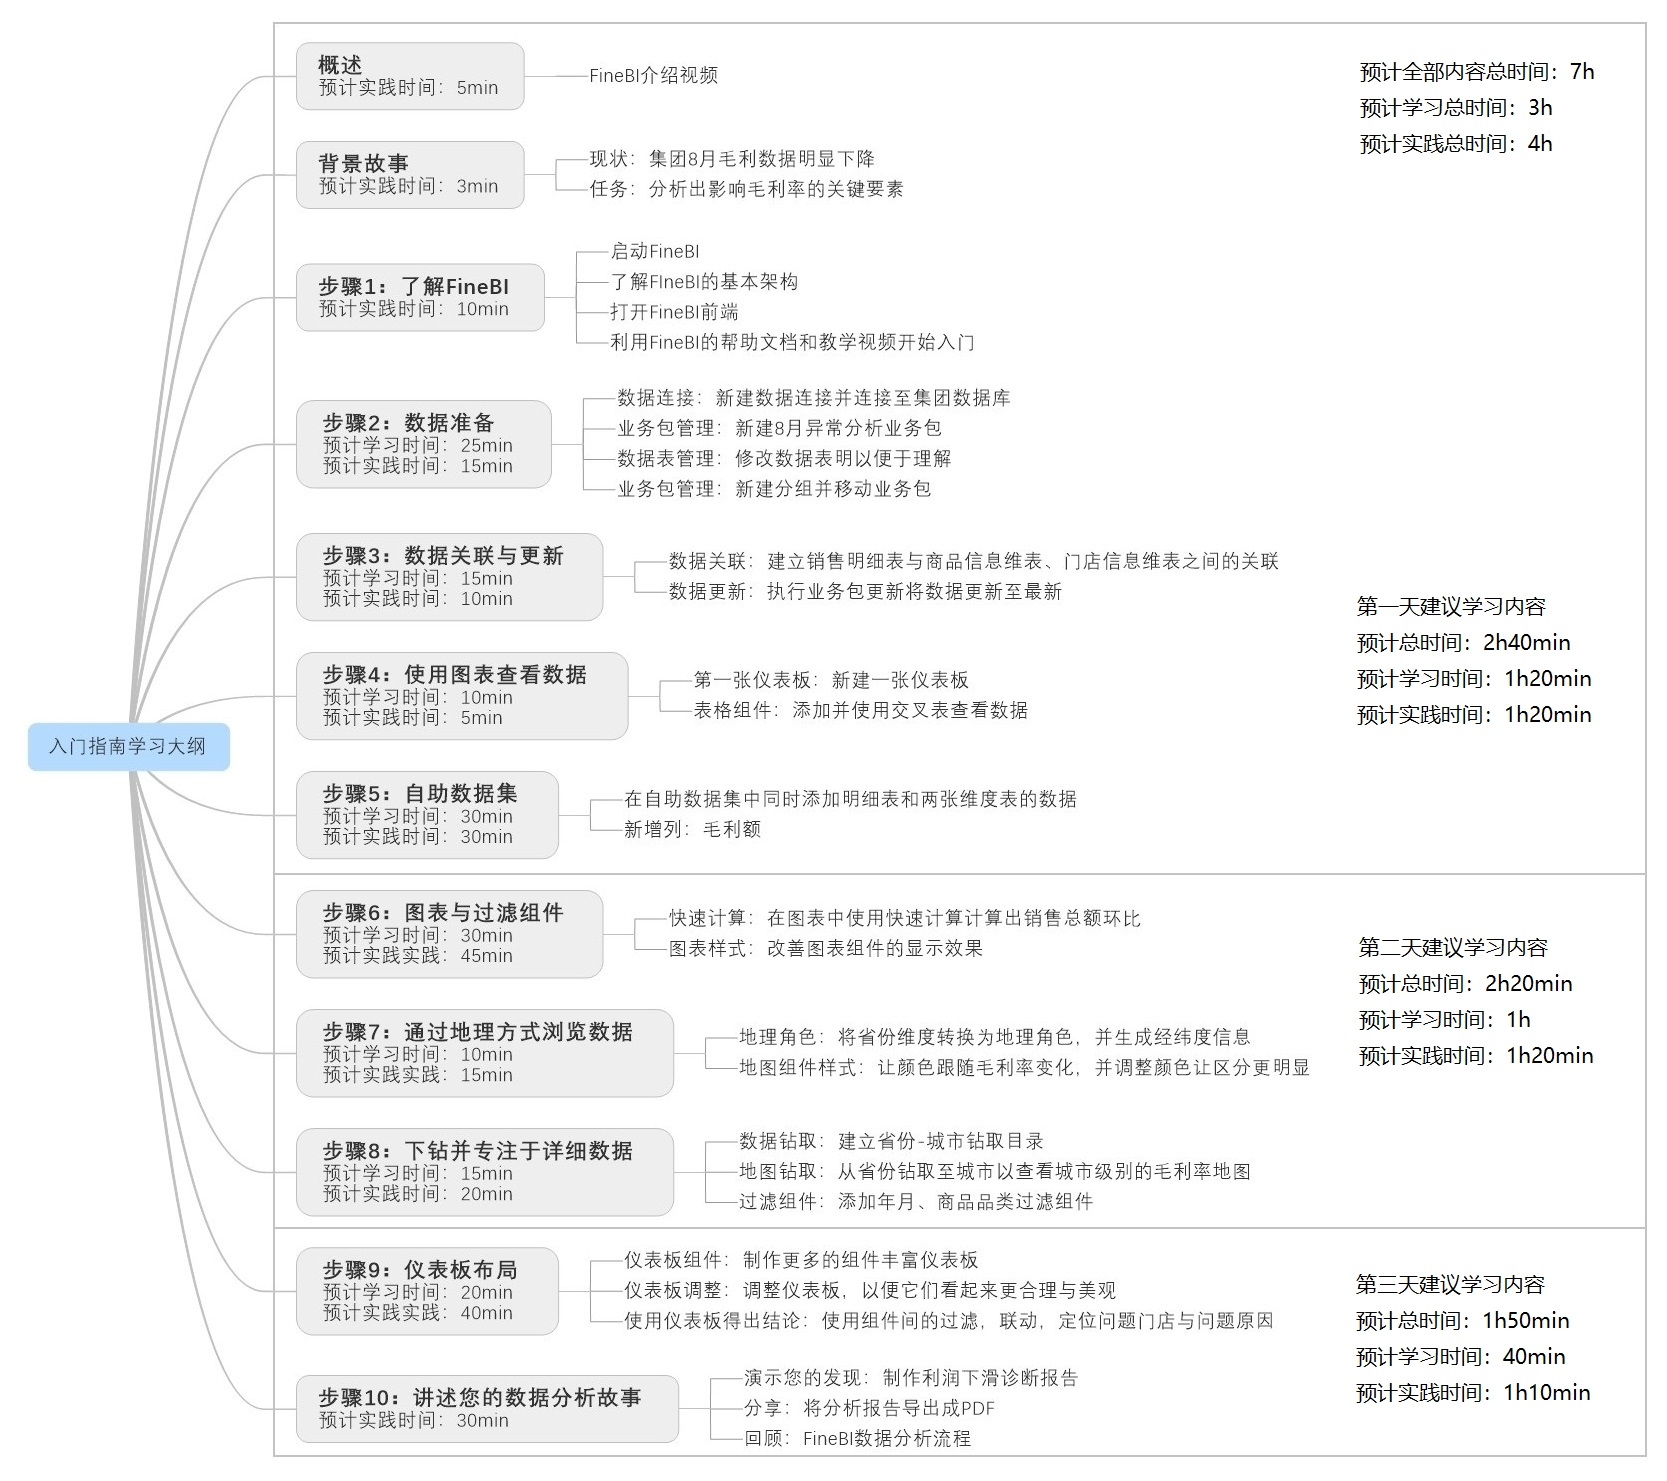 入门指南学习大纲
概述
预计实践时间：5min
FineBI介绍视频
背景故事
预计实践时间：3min
现状：集团8月毛利数据明显下降
任务：分析出影响毛利率的关键要素
步骤1：了解FineBI
预计实践时间：10min
启动FineBI
了解FIneBI的基本架构
打开FineBI前端
利用FineBI的帮助文档和教学视频开始入门
步骤2：数据准备
预计学习时间：25min
预计实践时间：15min
数据连接：新建数据连接并连接至集团数据库
业务包管理：新建8月异常分析业务包
数据表管理：修改数据表明以便于理解
业务包管理：新建分组并移动业务包
步骤3：数据关联与更新
预计学习时间：15min
预计实践时间：10min
数据关联：建立销售明细表与商品信息维表、门店信息维表之间的关联
数据更新：执行业务包更新将数据更新至最新
步骤4：使用图表查看数据
预计学习时间：10min
预计实践时间：5min
第一张仪表板：新建一张仪表板
表格组件：添加并使用交叉表查看数据
步骤5：自助数据集
预计学习时间：30min
预计实践时间：30min
在自助数据集中同时添加明细表和两张维度表的数据
新增列：毛利额
预计全部内容总时间：7h
预计学习总时间：3h
预计实践总时间：4h
第一天建议学习内容
预计总时间：2h40min
预计学习时间：1h20min
预计实践时间：1h20min
步骤6：图表与过滤组件
预计学习时间：30min
预计实践实践：45min
快速计算：在图表中使用快速计算计算出销售总额环比
图表样式：改善图表组件的显示效果
步骤7：通过地理方式浏览数据
预计学习时间：10min
预计实践实践：15min
地理角色：将省份维度转换为地理角色，并生成经纬度信息
地图组件样式：让颜色跟随毛利率变化，并调整颜色让区分更明显
步骤8：下钻并专注于详细数据
预计学习时间：15min
预计实践时间：20min
数据钻取：建立省份-城市钻取目录
地图钻取：从省份钻取至城市以查看城市级别的毛利率地图
过滤组件：添加年月、商品品类过滤组件
第二天建议学习内容
预计总时间：2h20min
预计学习时间：1h
预计实践时间：1h20min
步骤9：仪表板布局
预计学习时间：20min
预计实践实践：40min
仪表板组件：制作更多的组件丰富仪表板
仪表板调整：调整仪表板，以便它们看起来更合理与美观
使用仪表板得出结论：使用组件间的过滤，联动，定位问题门店与问题原因
步骤10：讲述您的数据分析故事
预计实践时间：30min
演示您的发现：制作利润下滑诊断报告
分享：将分析报告导出成PDF
回顾：FineBI数据分析流程
第三天建议学习内容
预计总时间：1h50min
预计学习时间：40min
预计实践时间：1h10min